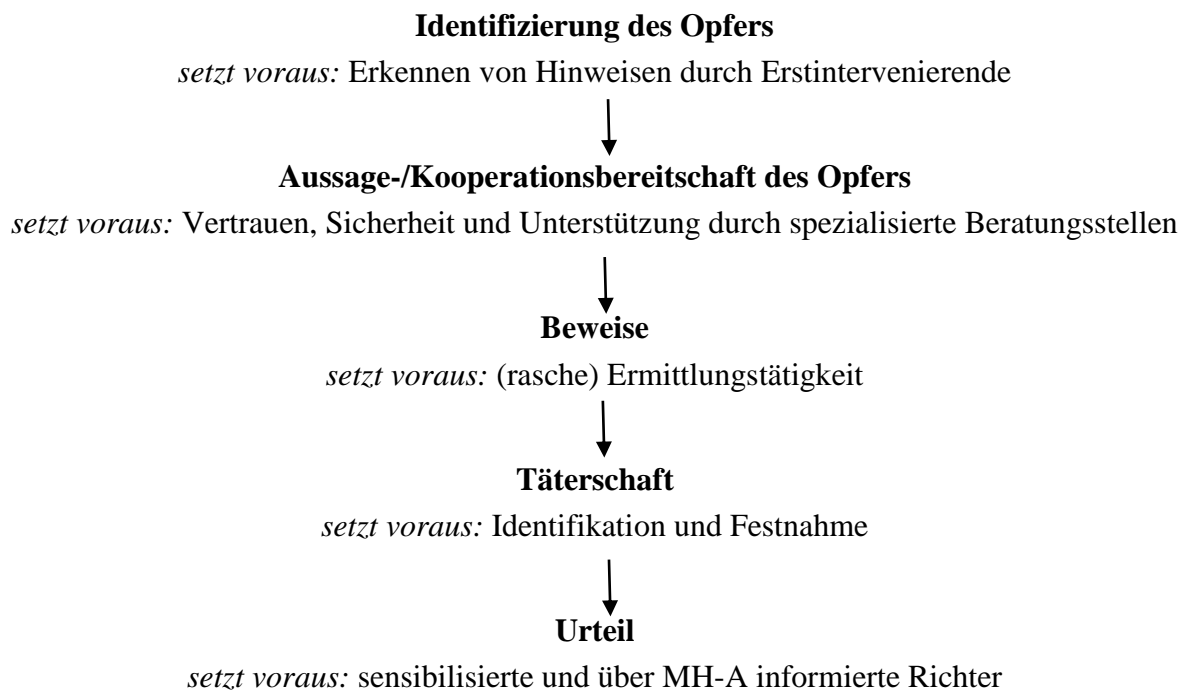 Identifizierung des Opfers
setzt voraus: Erkennen von Hinweisen durch Erstintervenierende
Aussage-/Kooperationsbereitschaft des Opfers
setzt voraus: Vertrauen, Sicherheit und Unterstützung durch spezialisierte Beratungsstellen
Beweise
setzt voraus: (rasche) Ermittlungstätigkeit
Täterschaft
setzt voraus: Identifikation und Festnahme
Urteil
setzt voraus: sensibilisierte und über MH-A informierte Richter